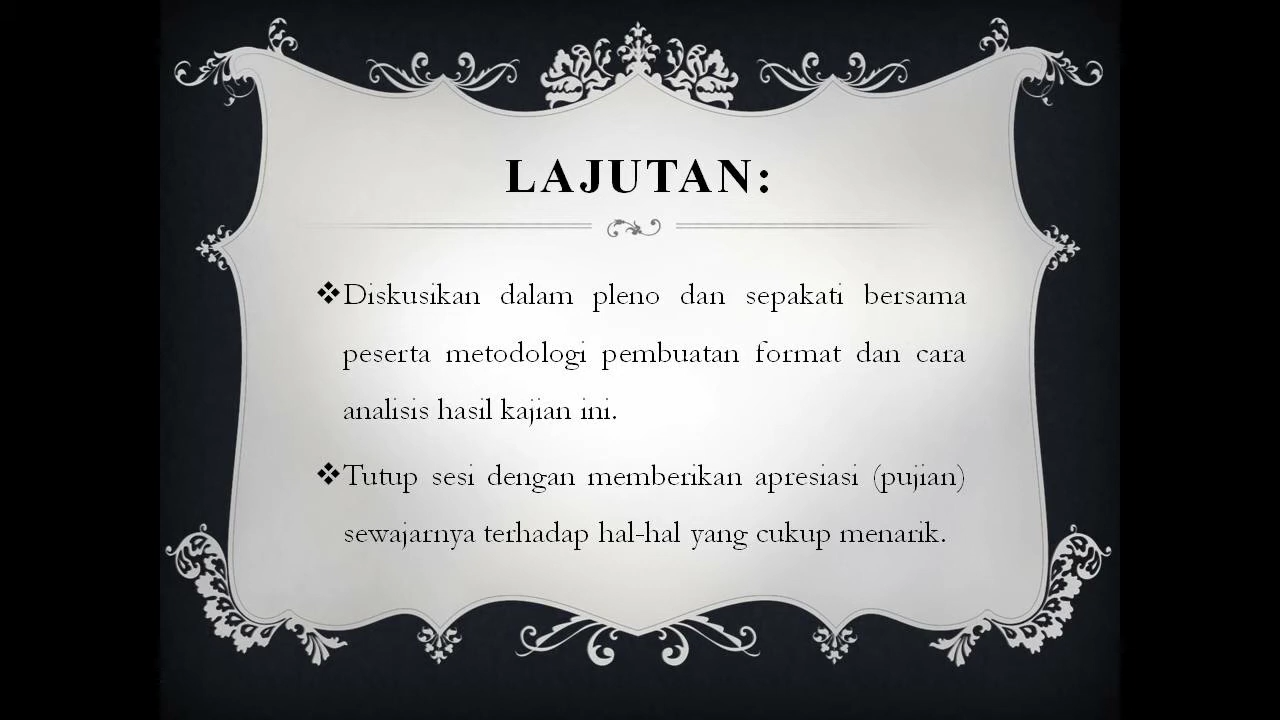 LAJUTAN:
❖Diskusikan dalam pleno dan sepakati bersama
peserta metodologi pembuatan format dan cara
analisis hasil kajian ini.
❖Tutup sesi dengan memberikan apresiasi (pujian)
sewajarnya terhadap hal-hal yang cukup menarik.